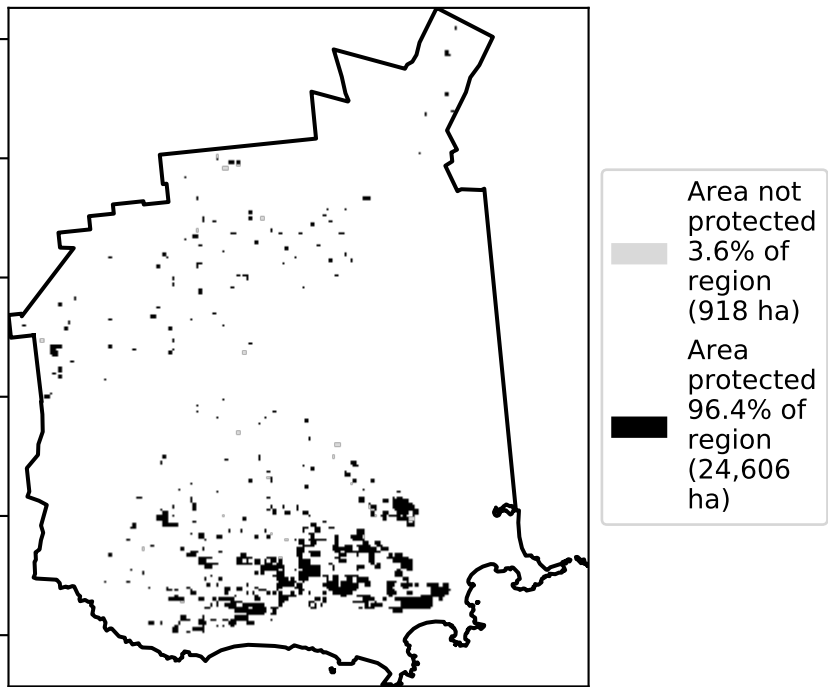 Area not
protected
3.6% of
region
(918 ha)
Area
protected
96.4% of
region
(24,606
ha)